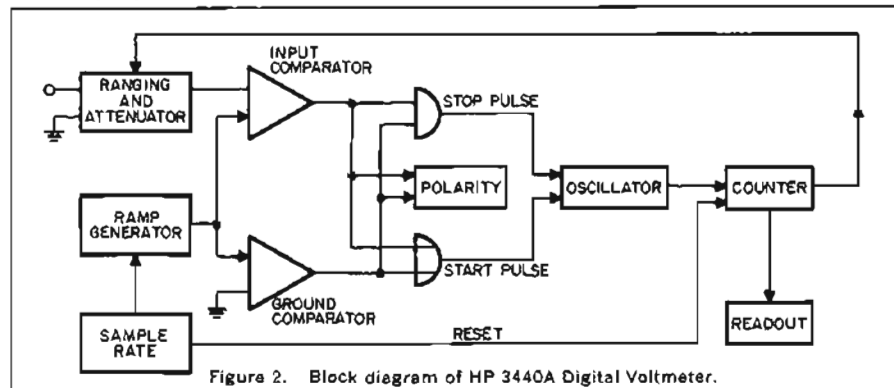 INPUT
COMPARATOR
RANGING
AND
ATTENUATOR
STOP PULSE
POLARITY
OSCILLATOR
COUNTER
RAMP
GENERATOR
START PULSE
GROUND
COMPARATOR
SAMPLE
RATE
RESET
READOUT
Figure 2. Block diagram of HP 3440A Digital Voltmeter.